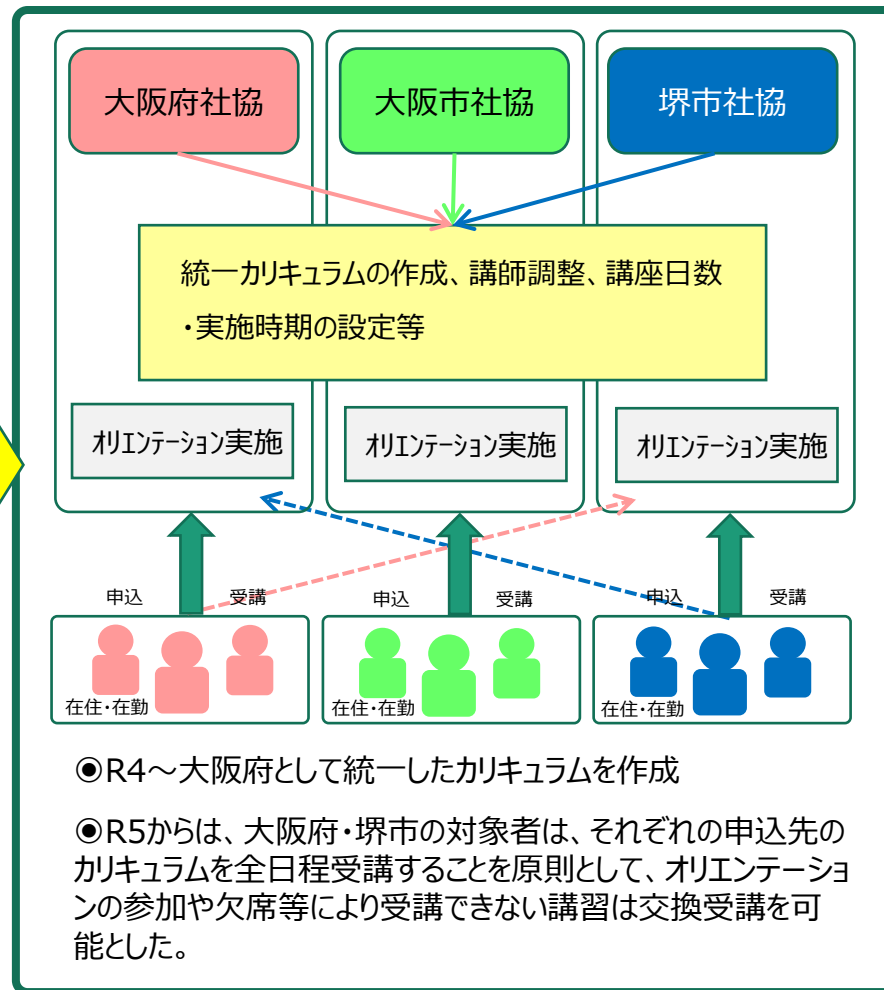 大阪府社協
大阪市社協
堺市社協
統一カリキュラムの作成、講師調整、講座日数
・実施時期の設定等
オリエンテーション実施
オリエンテーション実施
オリエンテーション実施
申込
受講
申込
受講
申込
受講
在住・在勤
在住・在勤
在住・在勤
◉R4～大阪府として統一したカリキュラムを作成
◉R5からは、大阪府・堺市の対象者は、それぞれの申込先の
カリキュラムを全日程受講することを原則として、オリエンテーショ
ンの参加や欠席等により受講できない講習は交換受講を可
能とした。